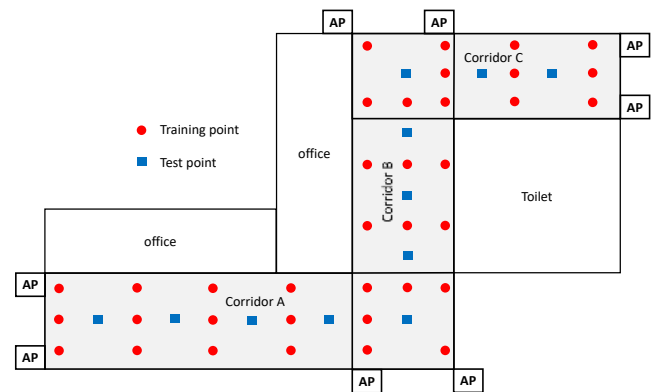 AP
AP
Corridor C
AP
AP
Training point
Test point
office
Corridor B
Toilet
office
AP
Corridor A
AP
AP
AP